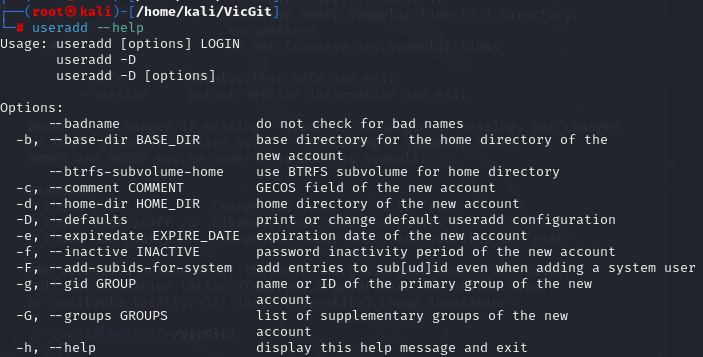 ┌──(root㉿kali)-[/home/kali/VicGit]
└─# useradd --help
Usage: useradd [options] LOGIN
       useradd -D
       useradd -D [options]

Options:
      --badname                 do not check for bad names
  -b, --base-dir BASE_DIR       base directory for the home directory of the
                                new account
      --btrfs-subvolume-home    use BTRFS subvolume for home directory
  -c, --comment COMMENT         GECOS field of the new account
  -d, --home-dir HOME_DIR       home directory of the new account
  -D, --defaults                print or change default useradd configuration
  -e, --expiredate EXPIRE_DATE  expiration date of the new account
  -f, --inactive INACTIVE       password inactivity period of the new account
  -F, --add-subids-for-system   add entries to sub[ud]id even when adding a system user
  -g, --gid GROUP               name or ID of the primary group of the new
                                account
  -G, --groups GROUPS           list of supplementary groups of the new
                                account
  -h, --help                    display this help message and exit